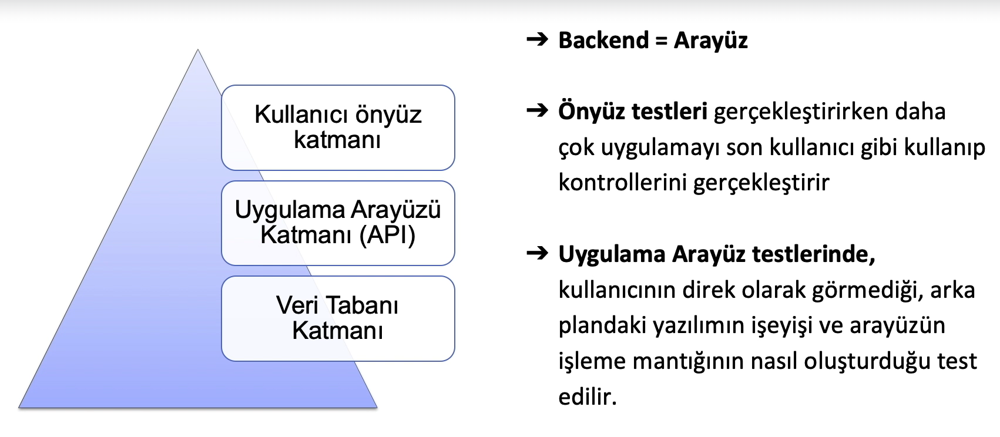 Kullanıcı önyüz
katmanı
Uygulama Arayüzü
Katmanı (API)
Veri Tabanı
Katmanı
➔ Backend = Arayüz
➔ Önyüz testleri gerçekleştirirken daha
çok uygulamayı son kullanıcı gibi kullanıp
kontrollerini gerçekleştirir
➔ Uygulama Arayüz testlerinde,
kullanıcının direk olarak görmediği, arka
plandaki yazılımın işeyişi ve arayüzün
işleme mantığının nasıl oluşturduğu test
edilir.